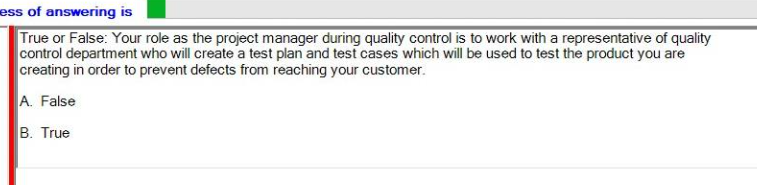 ess of answering is
True or False: Your role as the project manager during quality control is to work with a representative of quality
control department who will create a test plan and test cases which will be used to test the product you are
creating in order to prevent defects from reaching your customer.
A. False
B. True